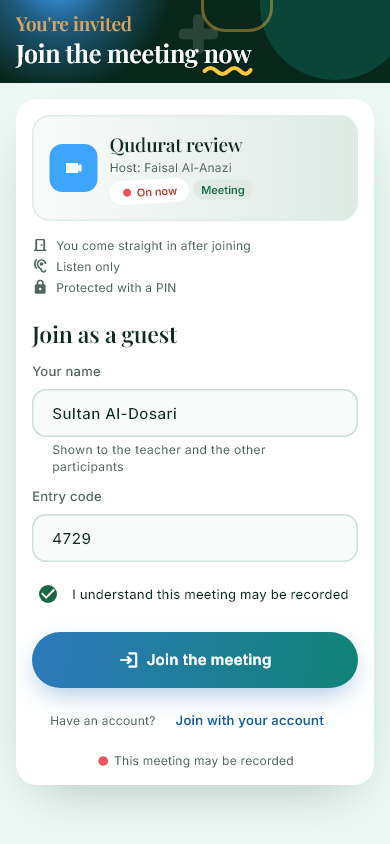 You're invited
Join the meeting now
Qudurat review
Host: Faisal Al-Anazi
On now
Meeting
You come straight in after joining
Listen only
Protected with a PIN
Join as a guest
Your name
Sultan Al-Dosari
Shown to the teacher and the other
participants
Entry code
4729
I understand this meeting may be recorded
Join the meeting
Have an account? Join with your account
This meeting may be recorded